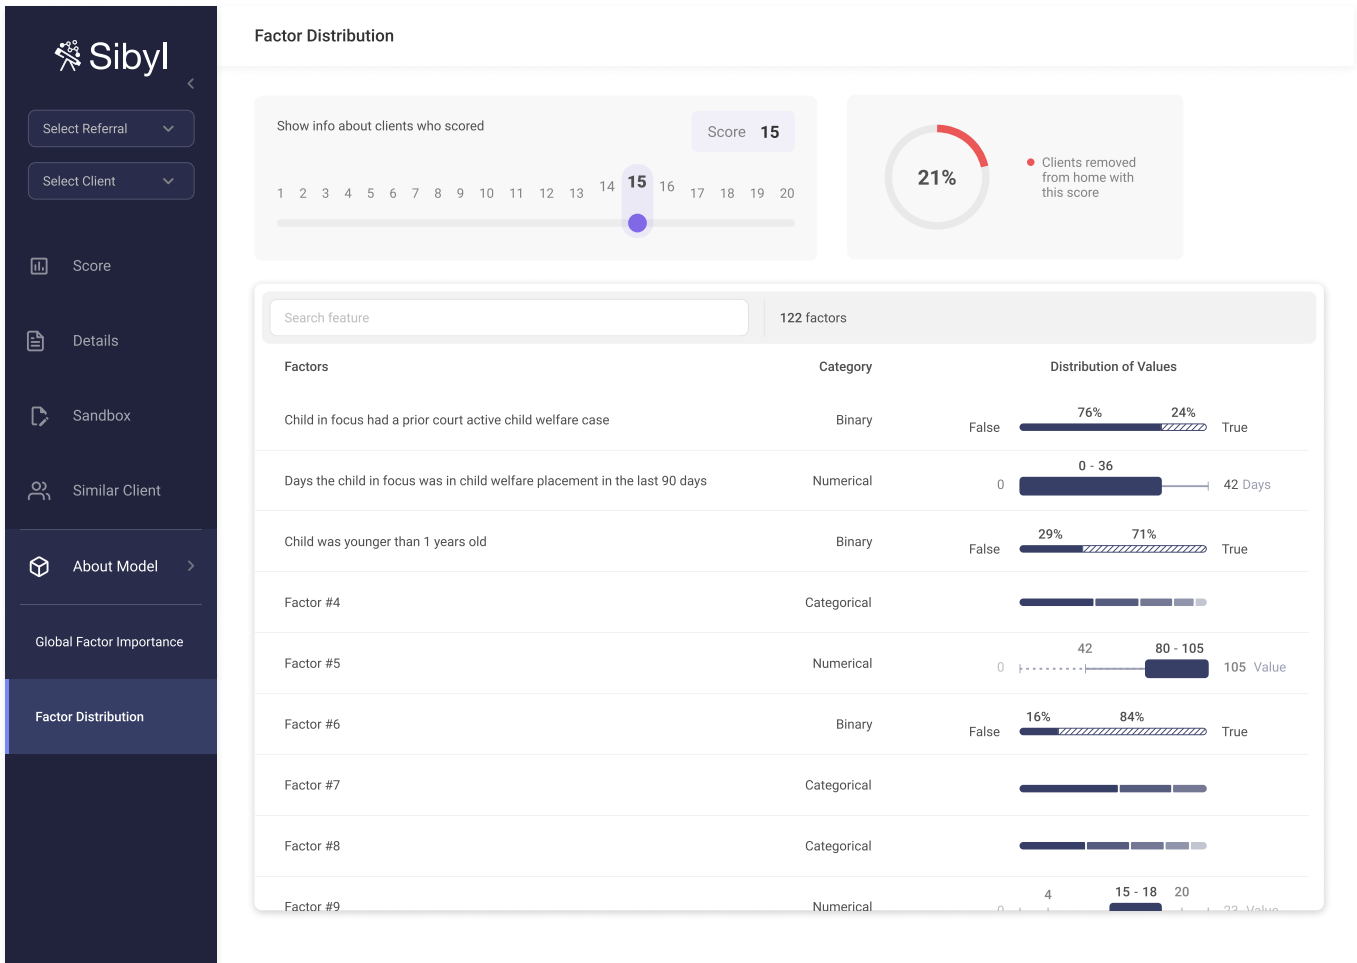 Sibyl
Select Referral
Select Client
Score
Details
Sandbox
Similar Client
About Model
Global Factor Importance
Factor Distribution
Factor Distribution
Show info about clients who scored
Score 15
1 2 3 4 5 6 7 8 9 10 11 12 13 14 15 16 17 18 19 20
21%
Clients removed
from home with
this score
Search feature
122 factors
Factors Category Distribution of Values
Child in focus had a prior court active child welfare case Binary False 76% 24% True
Days the child in focus was in child welfare placement in the last 90 days Numerical 0 0 - 36 42 Days
Child was younger than 1 years old Binary False 29% 71% True
Factor #4 Categorical
Factor #5 Numerical 0 42 80 - 105 105 Value
Factor #6 Binary False 16% 84% True
Factor #7 Categorical
Factor #8 Categorical
Factor #9 Numerical 0 4 15 - 18 20 23 Value